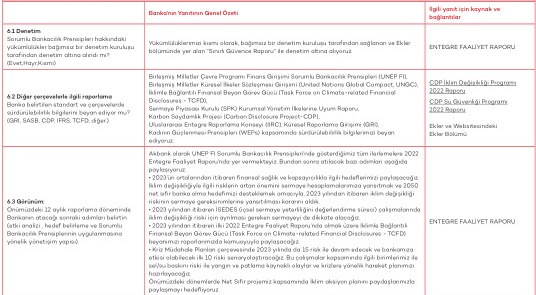 Banka'nın Yanıtının Genel Özeti
İlgili yanıt için kaynak ve
bağlantılar
6.1 Denetim
Sorumlu Bankacılık Prensipleri hakkındaki
yükümlülükler bağımsız bir denetim kuruluşu
tarafından denetim altına alındı mı?
(Evet,Hayır,Kısmi)
Yükümlülüklerimizi kısmi olarak, bağımsız bir denetim kuruluşu tarafından sağlanan ve Ekler
bölümünde yer alan "Sınırlı Güvence Raporu" ile denetim altına alıyoruz.
ENTEGRE FAALİYET RAPORU
6.2 Diğer çerçevelerle ilgili raporlama
Banka belirtilen standart ve çerçevelerde
sürdürülebilirlik bilgilerini beyan ediyor mu?
(GRI, SASB, CDP, IFRS, TCFD, diğer.)
Birleşmiş Milletler Çevre Programı Finans Girişimi Sorumlu Bankacılık Prensipleri (UNEP FI),
Birleşmiş Milletler Küresel İlkeler Sözleşmesi Girişimi (United Nations Global Compact, UNGC),
İklimle Bağlantılı Finansal Beyan Görev Gücü (Task Force on Climate-related Financial
Disclosures - TCFD),
Sermaye Piyasası Kurulu (SPK) Kurumsal Yönetim İlkelerine Uyum Raporu,
Karbon Saydamlık Projesi (Carbon Disclosure Project-CDP),
Uluslararası Entegre Raporlama Konseyi (IIRC), Küresel Raporlama Girişimi (GRI),
Kadının Güçlenmesi Prensipleri (WEPs) kapsamında sürdürülebilirlik bilgilerimizi beyan
ediyoruz.
CDP İklim Değişikliği Programı
2022 Raporu
CDP Su Güvenliği Programı
2022 Raporu
Ekler ve Websitesindeki
Ekler Bölümü
6.3 Görünüm:
Önümüzdeki 12 aylık raporlama döneminde
Bankanın atacağı sonraki adımları belirtin
(etki analizi , hedef belirleme ve Sorumlu
Bankacılık Prensiplerinin uygulanmasına
yönelik yönetişim yapısı).
Akbank olarak UNEP FI Sorumlu Bankacılık Prensipleri'nde gösterdiğimiz tüm ilerlemelere 2022
Entegre Faaliyet Raporu'nda yer vermekteyiz. Bundan sonra atılacak bazı adımları aşağıda
paylaşıyoruz:
• 2023'ün ortalarından itibaren finansal sağlık ve kapsayıcılıkla ilgili hedeflerimizi paylaşacağız.
İklim değişikliğiyle ilgili risklerin artan önemini sermaye hesaplamalarımıza yansıtmak ve 2050
net sıfır banka olma hedefimizi desteklemek amacıyla, 2023 yılından itibaren iklim değişikliği
riskinin sermaye gereksinimlerine yansıtılması kararını aldık.
• 2023 yılından itibaren İSEDES (içsel sermaye yeterliliğini değerlendirme süreci) çalışmalarında
iklim değişikliği riski için ayrılması gereken sermayeyi de dikkate alacağız.
• 2023 yılından itibaren ilki 2022 Entegre Faaliyet Raporu'nda olmak üzere İklimle Bağlantılı
Finansal Beyan Görev Gücü (Task Force on Climate-related Financial Disclosures - TCFD)
beyanımızı raporlarımızda kamuoyuyla paylaşacağız.
• Kriz Müdahale Planları çerçevesinde 2023 yılında da 15 risk ile devam edecek ve bankamıza
etkisi olabilecek ilk 10 riski senaryolaştıracağız. Bu çalışmalar kapsamında ilgili birimlerimiz ile
sel/su baskını riski ile yangın ve patlama kaynaklı olaylar ve krizlere yönelik hareket planımızı
hazırlayacağız.
Önümüzdeki dönemlerde Net Sıfır projemiz kapsamında iklim aksiyon planını paydaşlarımızla
paylaşmayı hedefliyoruz.
ENTEGRE FAALİYET RAPORU